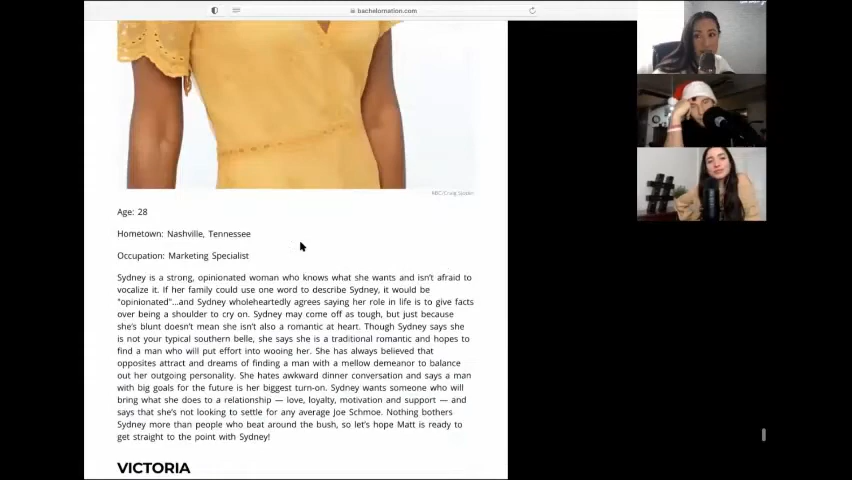 bachelornation.com
ABC/Craig Sjodin
Age: 28
Hometown: Nashville, Tennessee
Occupation: Marketing Specialist
Sydney is a strong, opinionated woman who knows what she wants and isn't afraid to
vocalize it. If her family could use one word to describe Sydney, it would be
"opinionated"...and Sydney wholeheartedly agrees saying her role in life is to give facts
over being a shoulder to cry on. Sydney may come off as tough, but just because
she's blunt doesn't mean she isn't also a romantic at heart. Though Sydney says she
is not your typical southern belle, she says she is a traditional romantic and hopes to
find a man who will put effort into wooing her. She has always believed that
opposites attract and dreams of finding a man with a mellow demeanor to balance
out her outgoing personality. She hates awkward dinner conversation and says a man
with big goals for the future is her biggest turn-on. Sydney wants someone who will
bring what she does to a relationship — love, loyalty, motivation and support — and
says that she's not looking to settle for any average Joe Schmoe. Nothing bothers
Sydney more than people who beat around the bush, so let's hope Matt is ready to
get straight to the point with Sydney!
VICTORIA